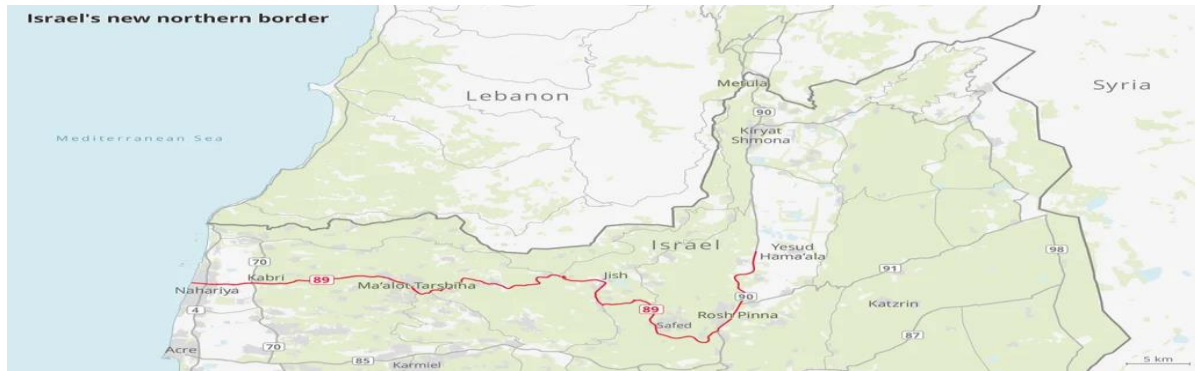 Israel's new northern border
Metula
Syria
Lebanon
90
Mediterranean Sea
Kiryat
Shmona
Israel
Yesud
Hama'ala
98
70
91
Jish
Kabri
89
Ma'alot Tarshiha
Nahariya
90
Katzrin
4
89
Rosh Pinna
Safed
87
70
Acre
85
Karmiel
5 km